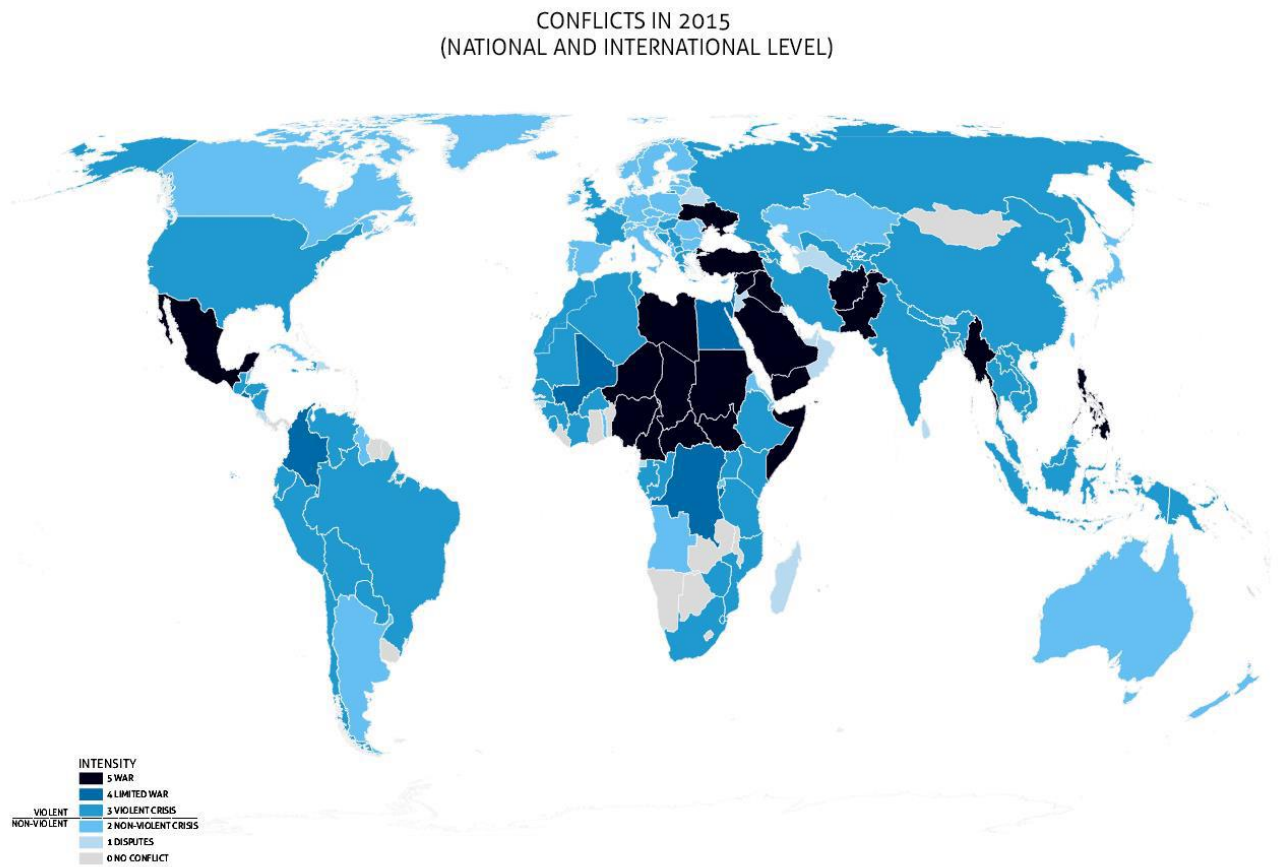 CONFLICTS IN 2015
(NATIONAL AND INTERNATIONAL LEVEL)
INTENSITY
5 WAR
4 LIMITED WAR
VIOLENT
3 VIOLENT CRISIS
NON-VIOLENT
2 NON-VIOLENT CRISIS
1 DISPUTES
0 NO CONFLICT